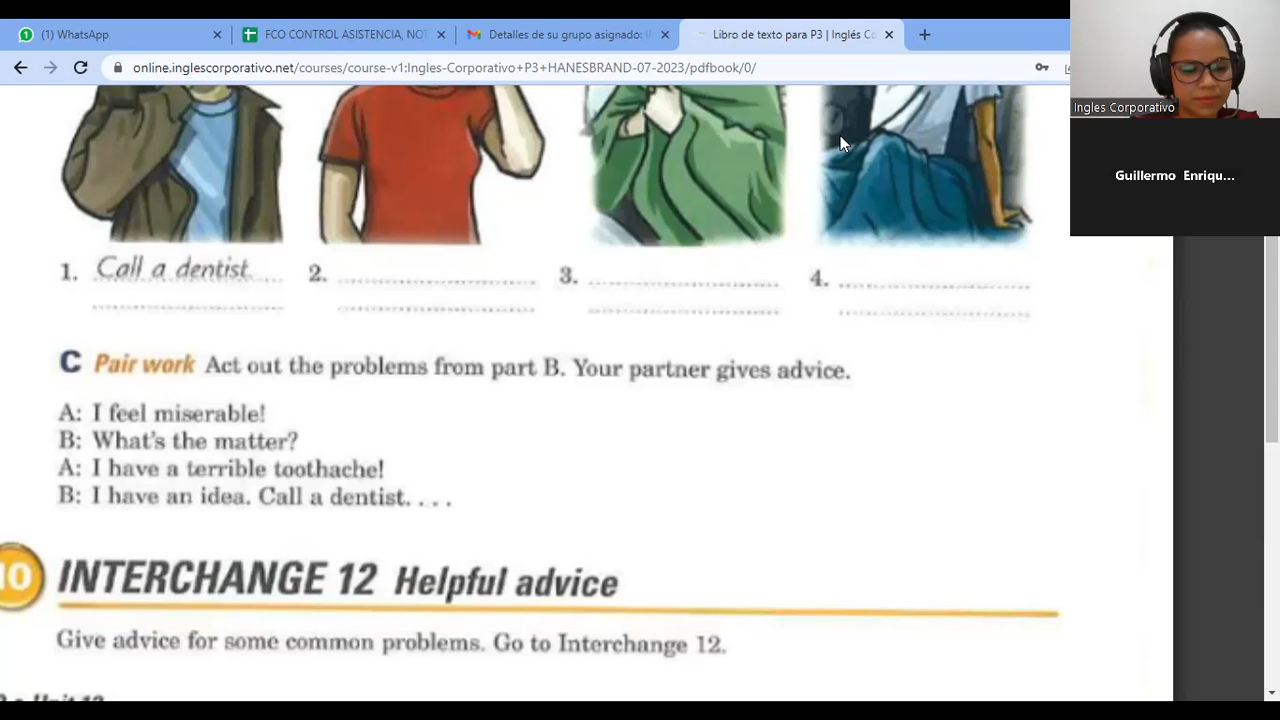 (1) WhatsApp
FCO CONTROL ASISTENCIA, NOT
Detalles de su grupo asignado: I
Libro de texto para P3 | Inglés Co
online.inglescorporativo.net/courses/course-v1:Ingles-Corporativo+P3+HANESBRAND-07-2023/pdfbook/0/
Ingles Corporativo
Guillermo Enriqu...
1. Call a dentist
2.
3.
4.
C Pair work Act out the problems from part B. Your partner gives advice.
A: I feel miserable!
B: What's the matter?
A: I have a terrible toothache!
B: I have an idea. Call a dentist. . . .
10 INTERCHANGE 12 Helpful advice
Give advice for some common problems. Go to Interchange 12.